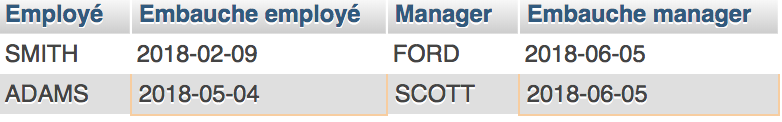 Employé Embauche employé Manager Embauche manager
SMITH 2018-02-09 FORD 2018-06-05
ADAMS 2018-05-04 SCOTT 2018-06-05